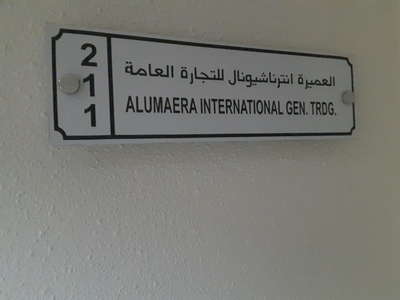 211
العميرة انترناشيونال للتجارة العامة
ALUMAERA INTERNATIONAL GEN. TRDG.